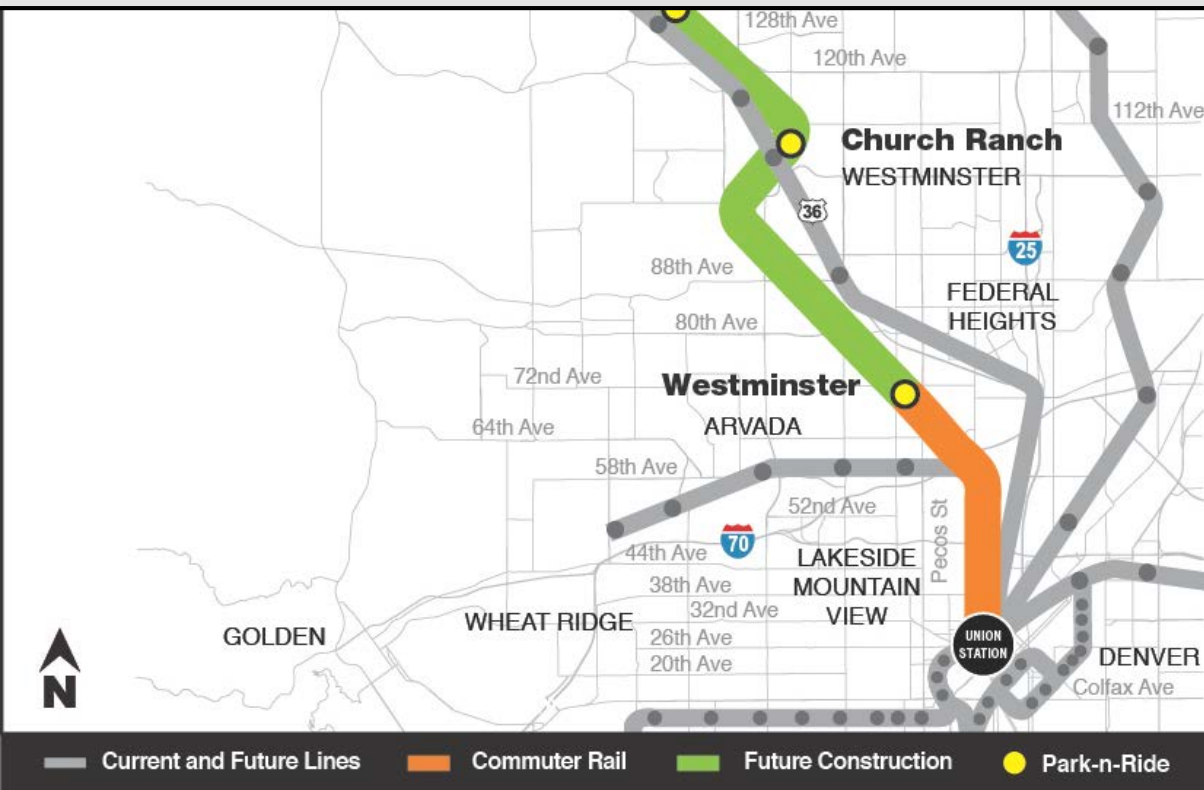 128th Ave
120th Ave
112th Ave
Church Ranch
WESTMINSTER
36
25
88th Ave
FEDERAL
HEIGHTS
80th Ave
72nd Ave
Westminster
ARVADA
64th Ave
58th Ave
52nd Ave
Pecos St
70
44th Ave
LAKESIDE
MOUNTAIN
VIEW
38th Ave
32nd Ave
WHEAT RIDGE
GOLDEN
26th Ave
20th Ave
UNION
STATION
DENVER
Colfax Ave
N
Current and Future Lines
Commuter Rail
Future Construction
Park-n-Ride